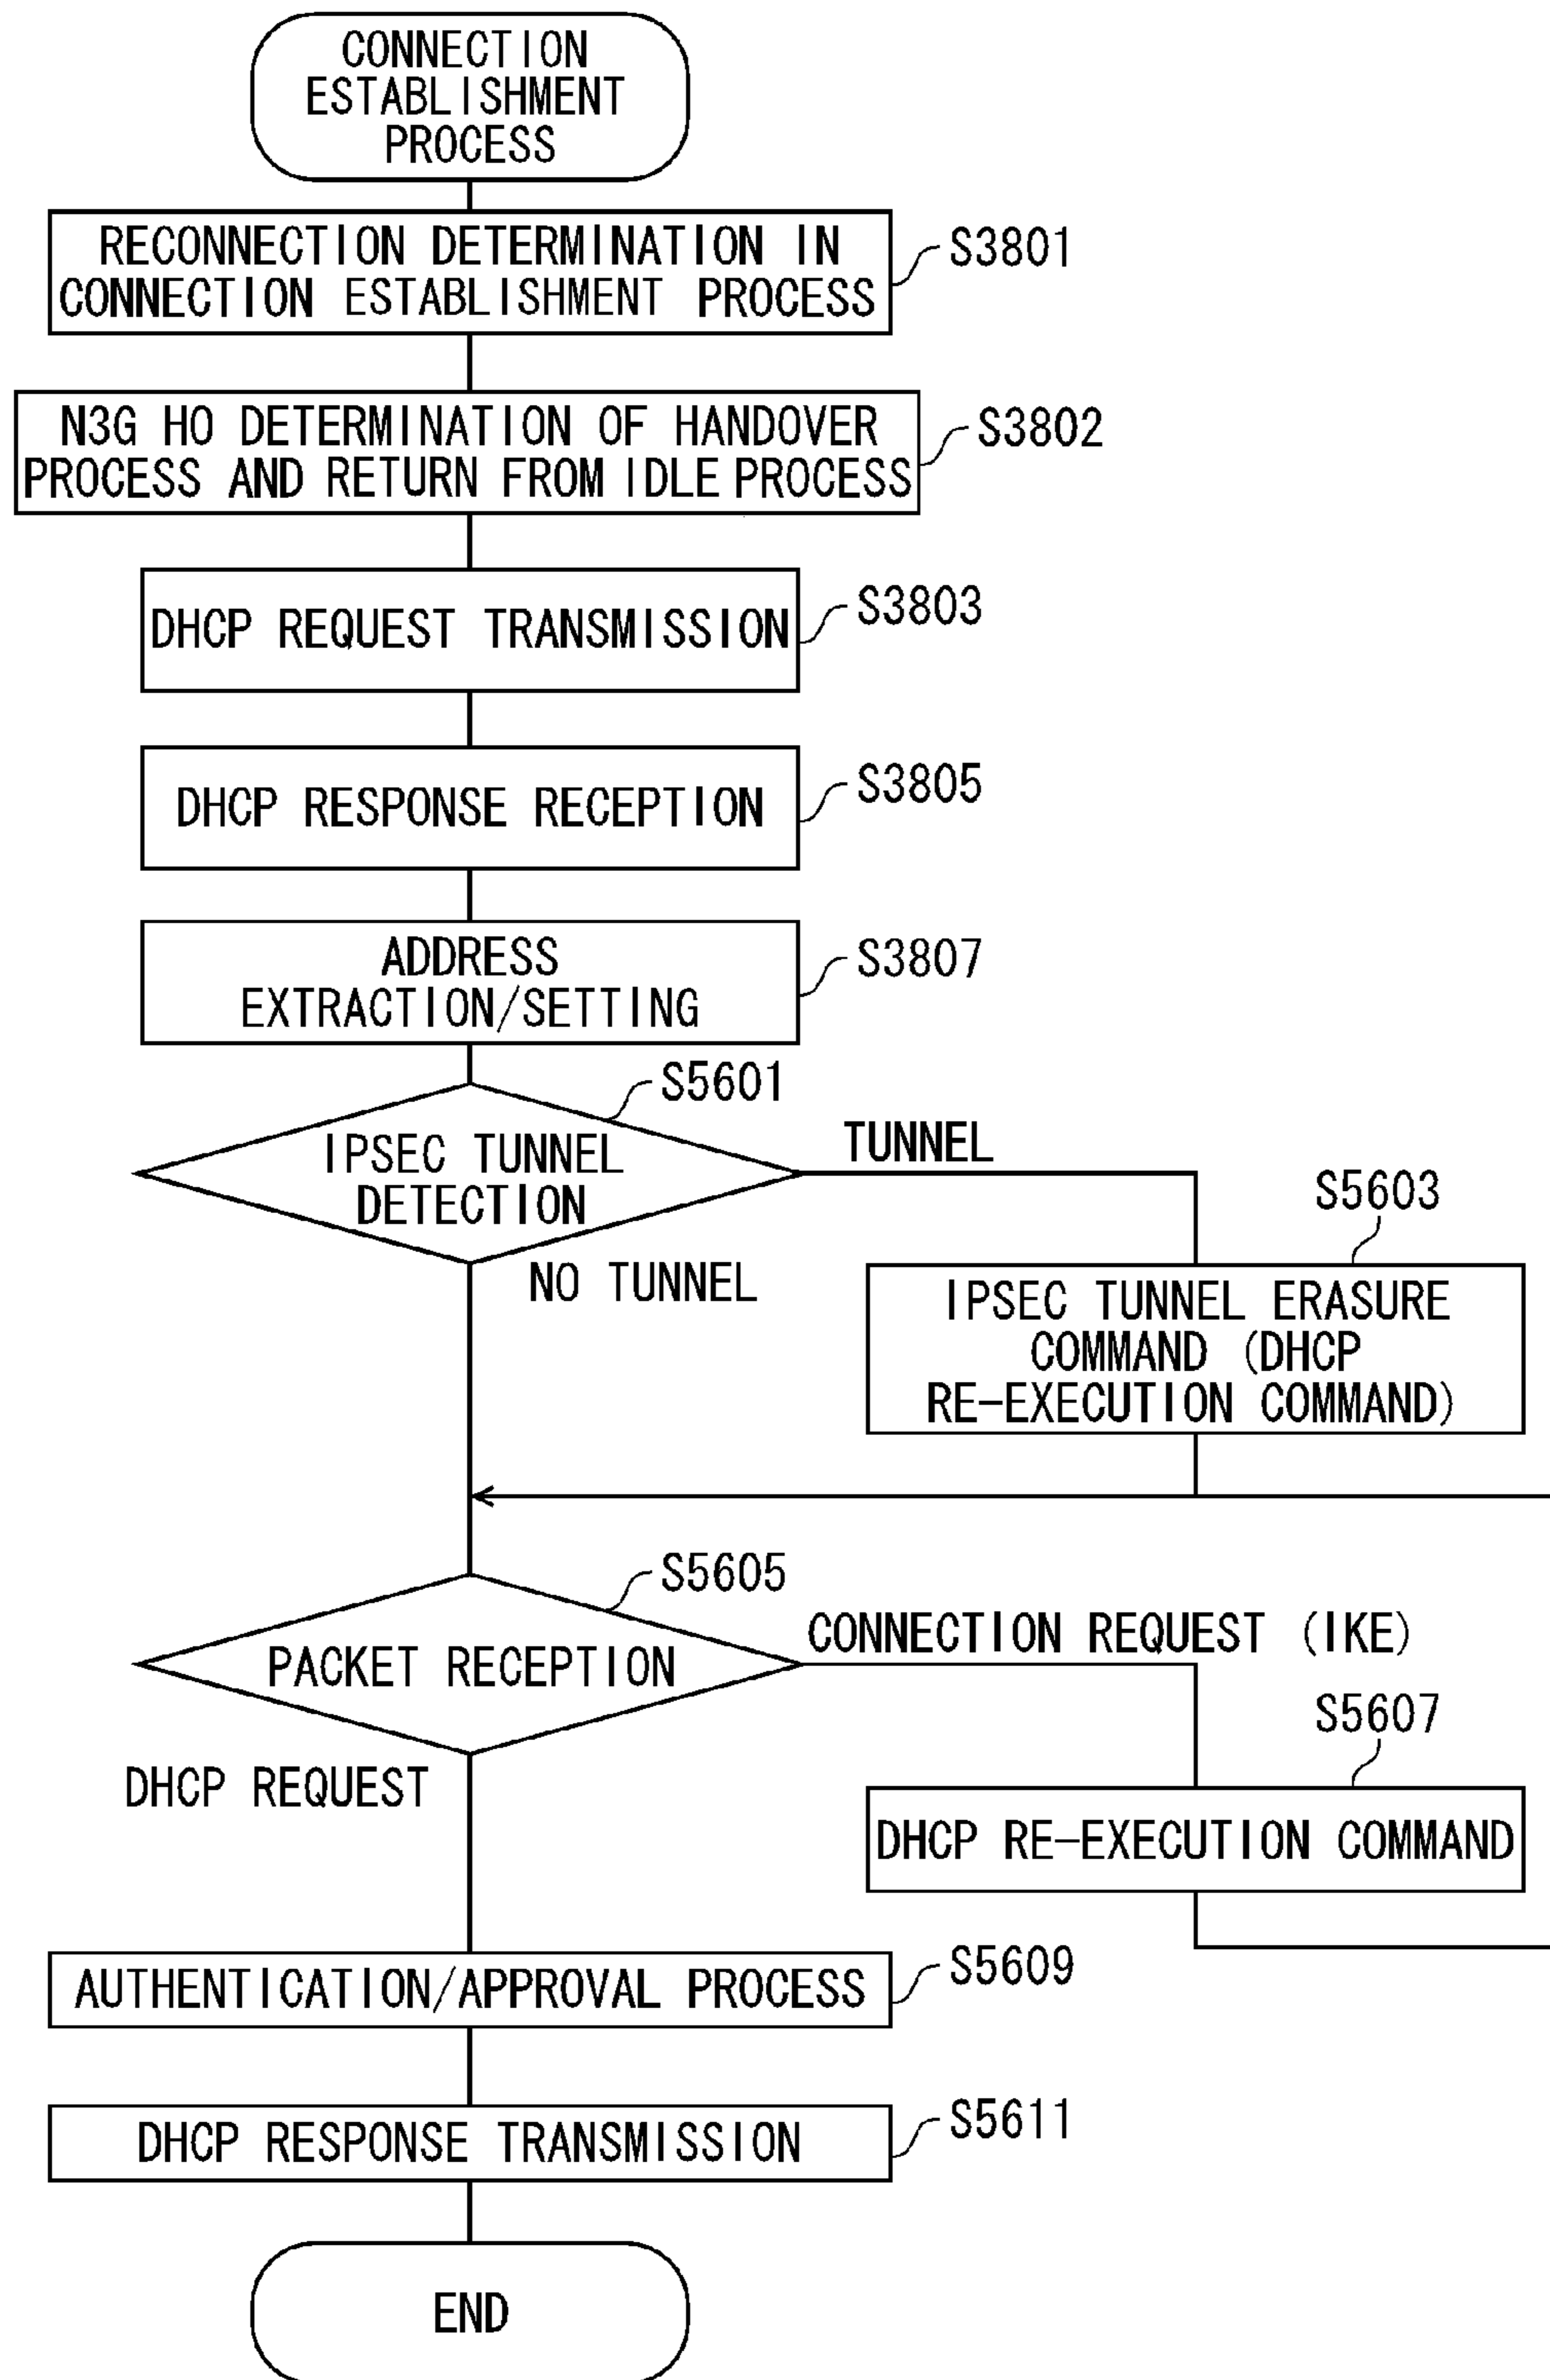 CONNECTION
ESTABLISHMENT
PROCESS
RECONNECTION DETERMINATION IN
CONNECTION ESTABLISHMENT PROCESS
S3801
N3G HO DETERMINATION OF HANDOVER
PROCESS AND RETURN FROM IDLE PROCESS
S3802
DHCP REQUEST TRANSMISSION
S3803
DHCP RESPONSE RECEPTION
S3805
ADDRESS
EXTRACTION/SETTING
S3807
S5601
IPSEC TUNNEL
DETECTION
TUNNEL
NO TUNNEL
S5603
IPSEC TUNNEL ERASURE
COMMAND (DHCP
RE-EXECUTION COMMAND)
S5605
PACKET RECEPTION
CONNECTION REQUEST (IKE)
DHCP REQUEST
S5607
DHCP RE-EXECUTION COMMAND
AUTHENTICATION/APPROVAL PROCESS
S5609
DHCP RESPONSE TRANSMISSION
S5611
END